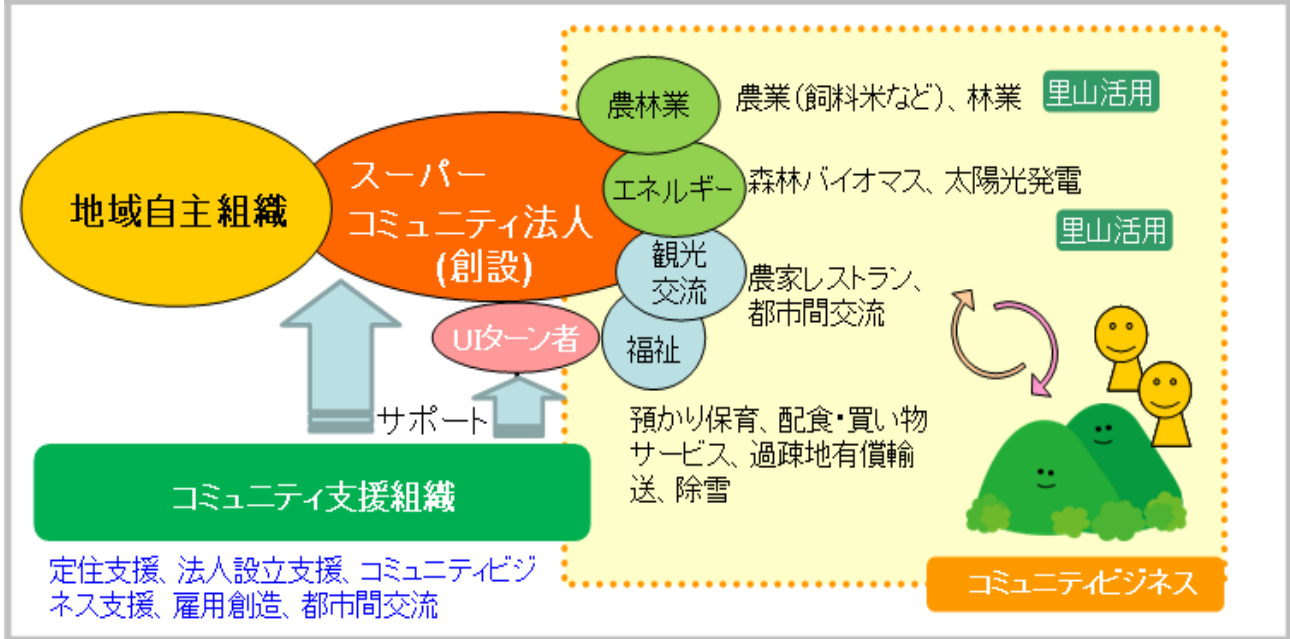 地域自主組織
スーパー
コミュニティ法人
(創設)
UIターン者
農林業
農業(飼料米など)、林業
里山活用
エネルギー
森林バイオマス、太陽光発電
里山活用
観光
交流
農家レストラン、
都市間交流
福祉
預かり保育、配食・買い物
サービス、過疎地有償輸
送、除雪
サポート
コミュニティ支援組織
定住支援、法人設立支援、コミュニティビジ
ネス支援、雇用創造、都市間交流
コミュニティビジネス